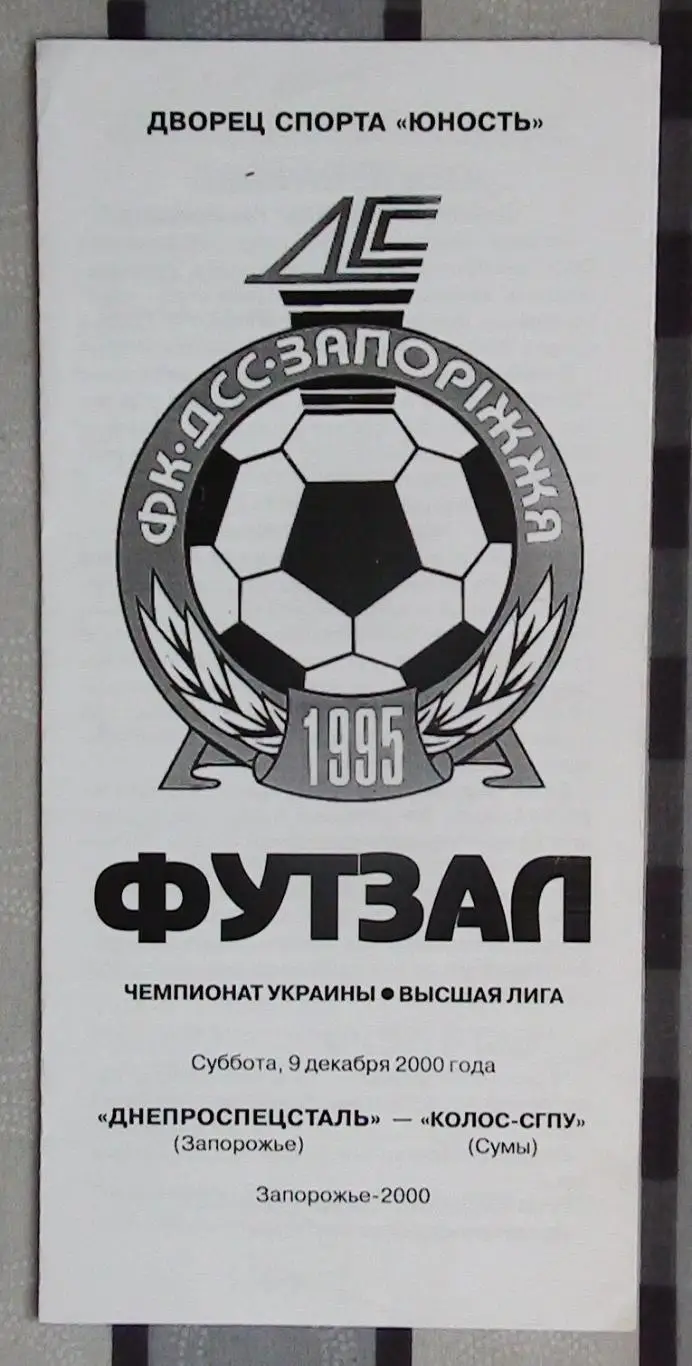 ДВОРЕЦ СПОРТА «ЮНОСТЬ»
ДСС
ФК·ДСС·ЗАПОРІЖЖЯ
1995
ФУТЗАЛ
ЧЕМПИОНАТ УКРАИНЫ ● ВЫСШАЯ ЛИГА
Суббота, 9 декабря 2000 года
«ДНЕПРОСПЕЦСТАЛЬ» — «КОЛОС-СГПУ»
(Запорожье) (Сумы)
Запорожье-2000